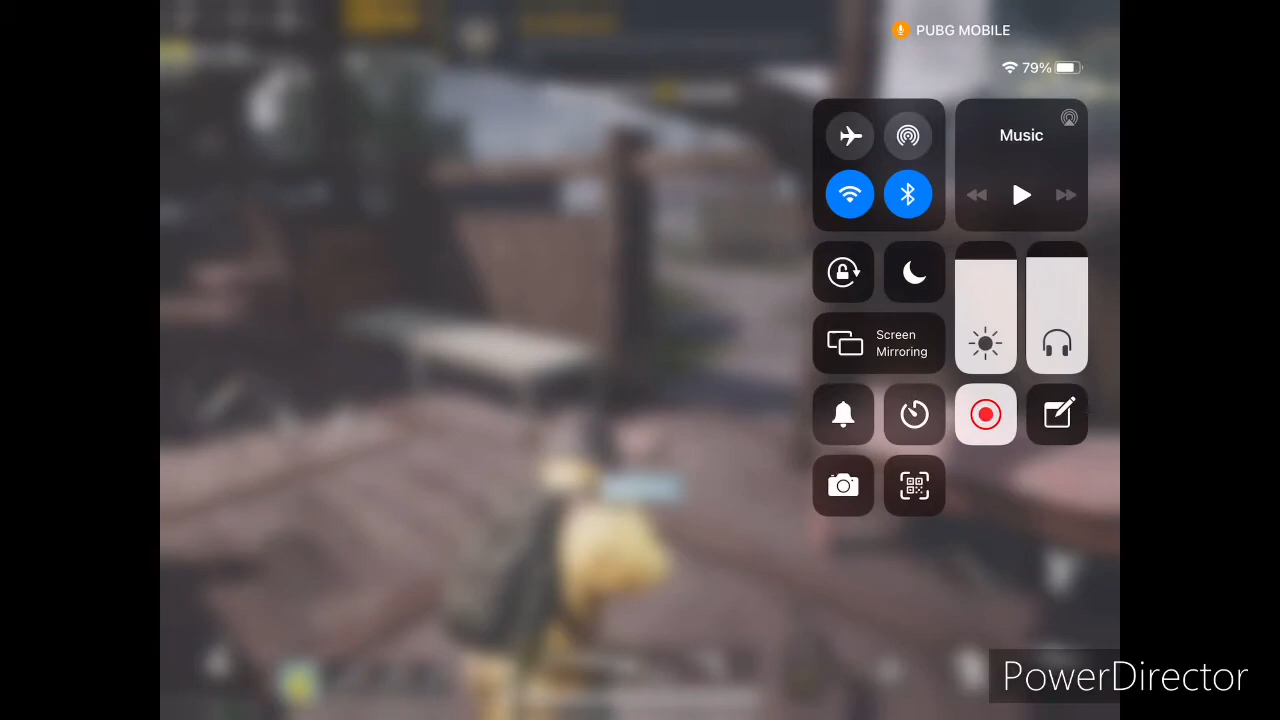 PUBG MOBILE
79%
Music
Screen
Mirroring
PowerDirector